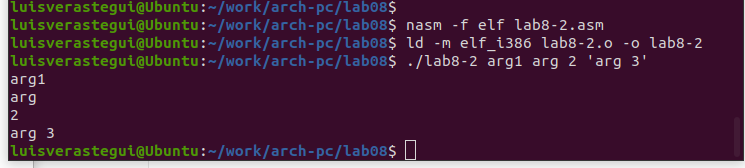 luisverastegui@Ubuntu:~/work/arch-pc/lab08$
luisverastegui@Ubuntu:~/work/arch-pc/lab08$ nasm -f elf lab8-2.asm
luisverastegui@Ubuntu:~/work/arch-pc/lab08$ ld -m elf_i386 lab8-2.o -o lab8-2
luisverastegui@Ubuntu:~/work/arch-pc/lab08$ ./lab8-2 arg1 arg 2 'arg 3'
arg1
arg
2
arg 3
luisverastegui@Ubuntu:~/work/arch-pc/lab08$